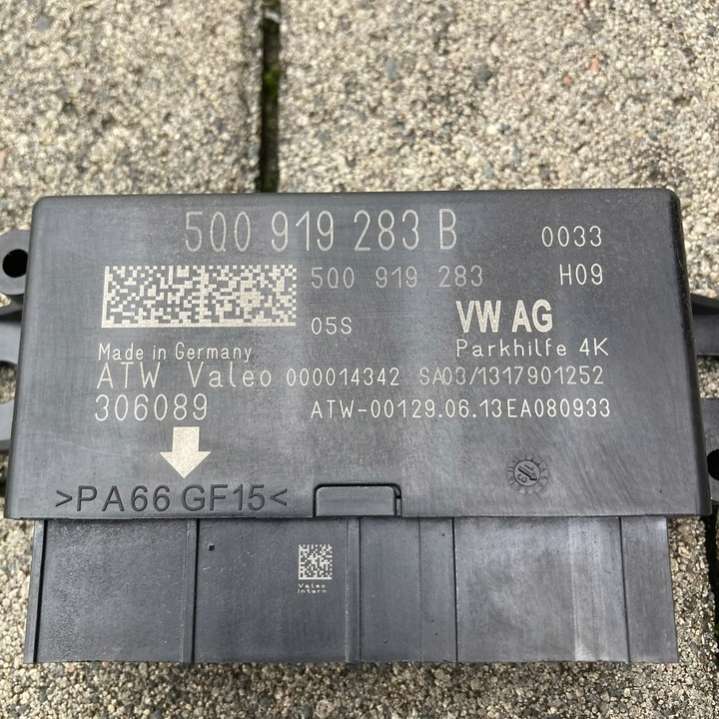 5Q0 919 283 B 0033
5Q0 919 283 H09
05S VW AG
Made in Germany Parkhilfe 4K
ATW Valeo 000014342 SA03/1317901252
306089 ATW-00129.06.13EA080933
>PA66 GF15<
Valeo
intern